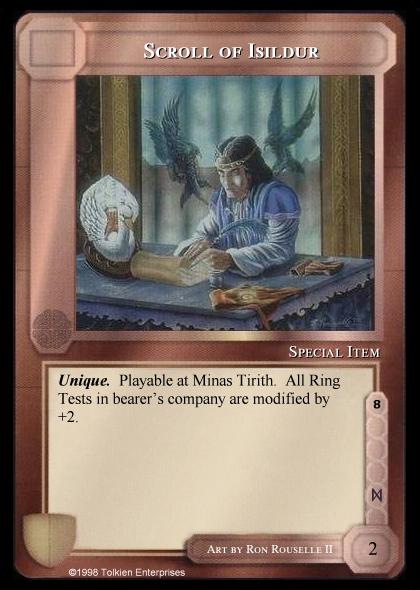 Scroll of Isildur
Special Item
Unique. Playable at Minas Tirith. All Ring
Tests in bearer's company are modified by
+2.
8
Art by Ron Rouselle II
2
©1998 Tolkien Enterprises